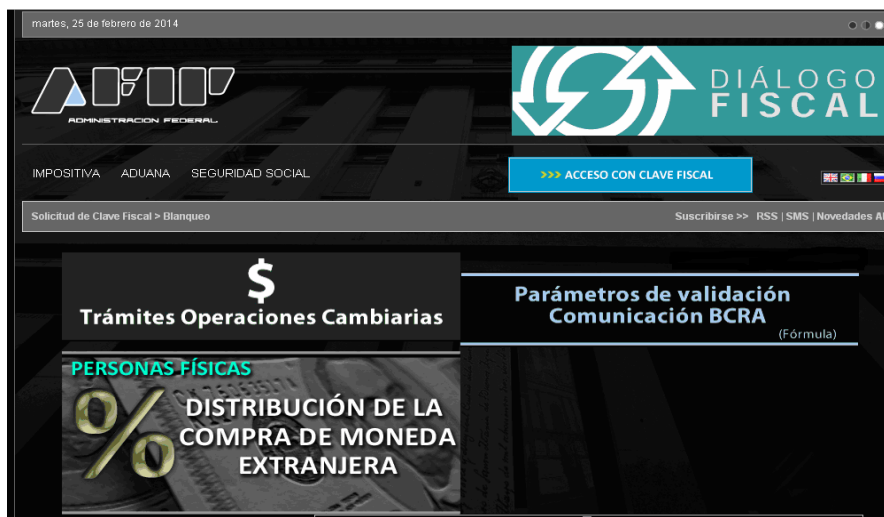 martes, 25 de febrero de 2014
AFIP
ADMINISTRACION FEDERAL
DIÁLOGO
FISCAL
IMPOSITIVA ADUANA SEGURIDAD SOCIAL
>>> ACCESO CON CLAVE FISCAL
Solicitud de Clave Fiscal > Blanqueo
Suscribirse >> RSS | SMS | Novedades
$
Trámites Operaciones Cambiarias
Parámetros de validación
Comunicación BCRA
(Fórmula)
PERSONAS FÍSICAS
%
DISTRIBUCIÓN DE LA
COMPRA DE MONEDA
EXTRANJERA